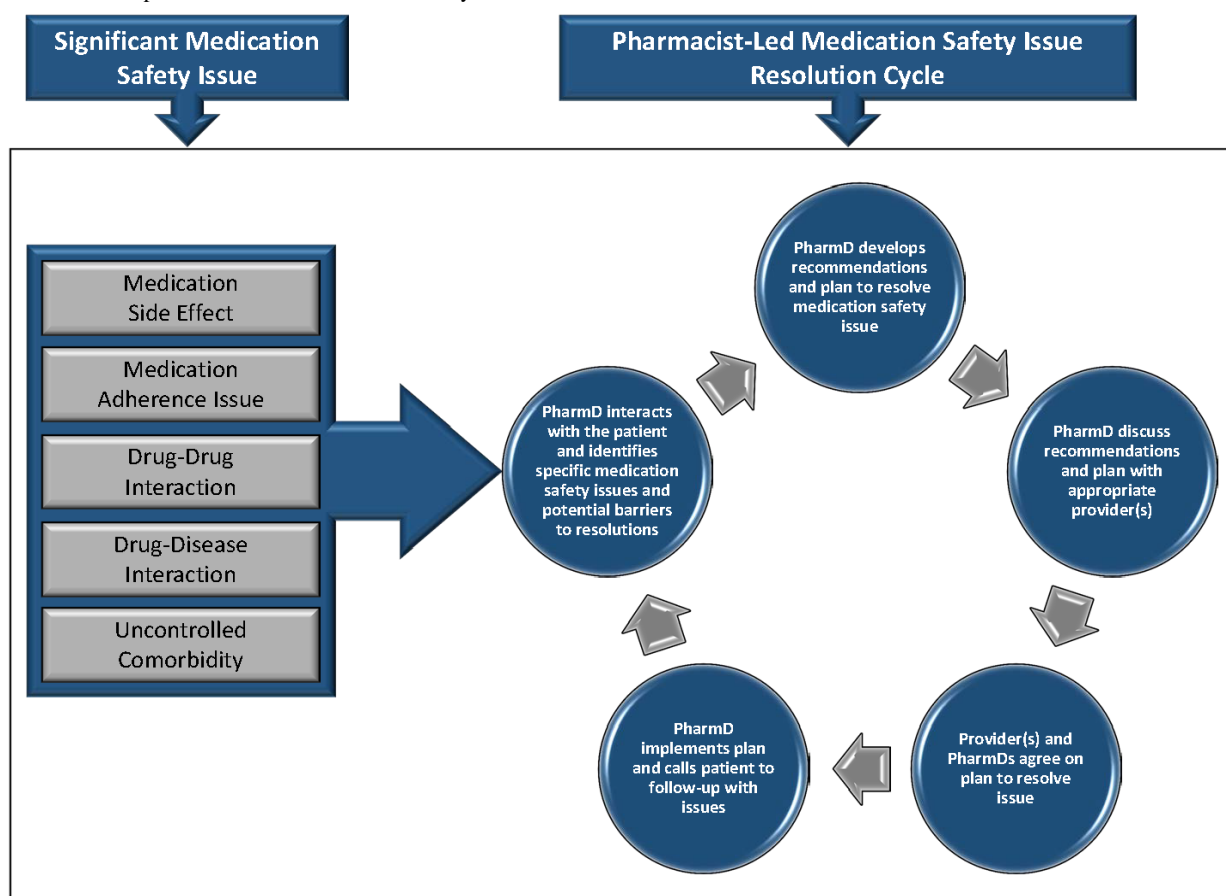 Significant Medication
Safety Issue
Pharmacist-Led Medication Safety Issue
Resolution Cycle
Medication
Side Effect
Medication
Adherence Issue
Drug-Drug
Interaction
Drug-Disease
Interaction
Uncontrolled
Comorbidity
PharmD interacts
with the patient
and identifies
specific medication
safety issues and
potential barriers
to resolutions
PharmD develops
recommendations
and plan to resolve
medication safety
issue
PharmD discuss
recommendations
and plan with
appropriate
provider(s)
Provider(s) and
PharmDs agree on
plan to resolve
issue
PharmD
implements plan
and calls patient to
follow-up with
issues